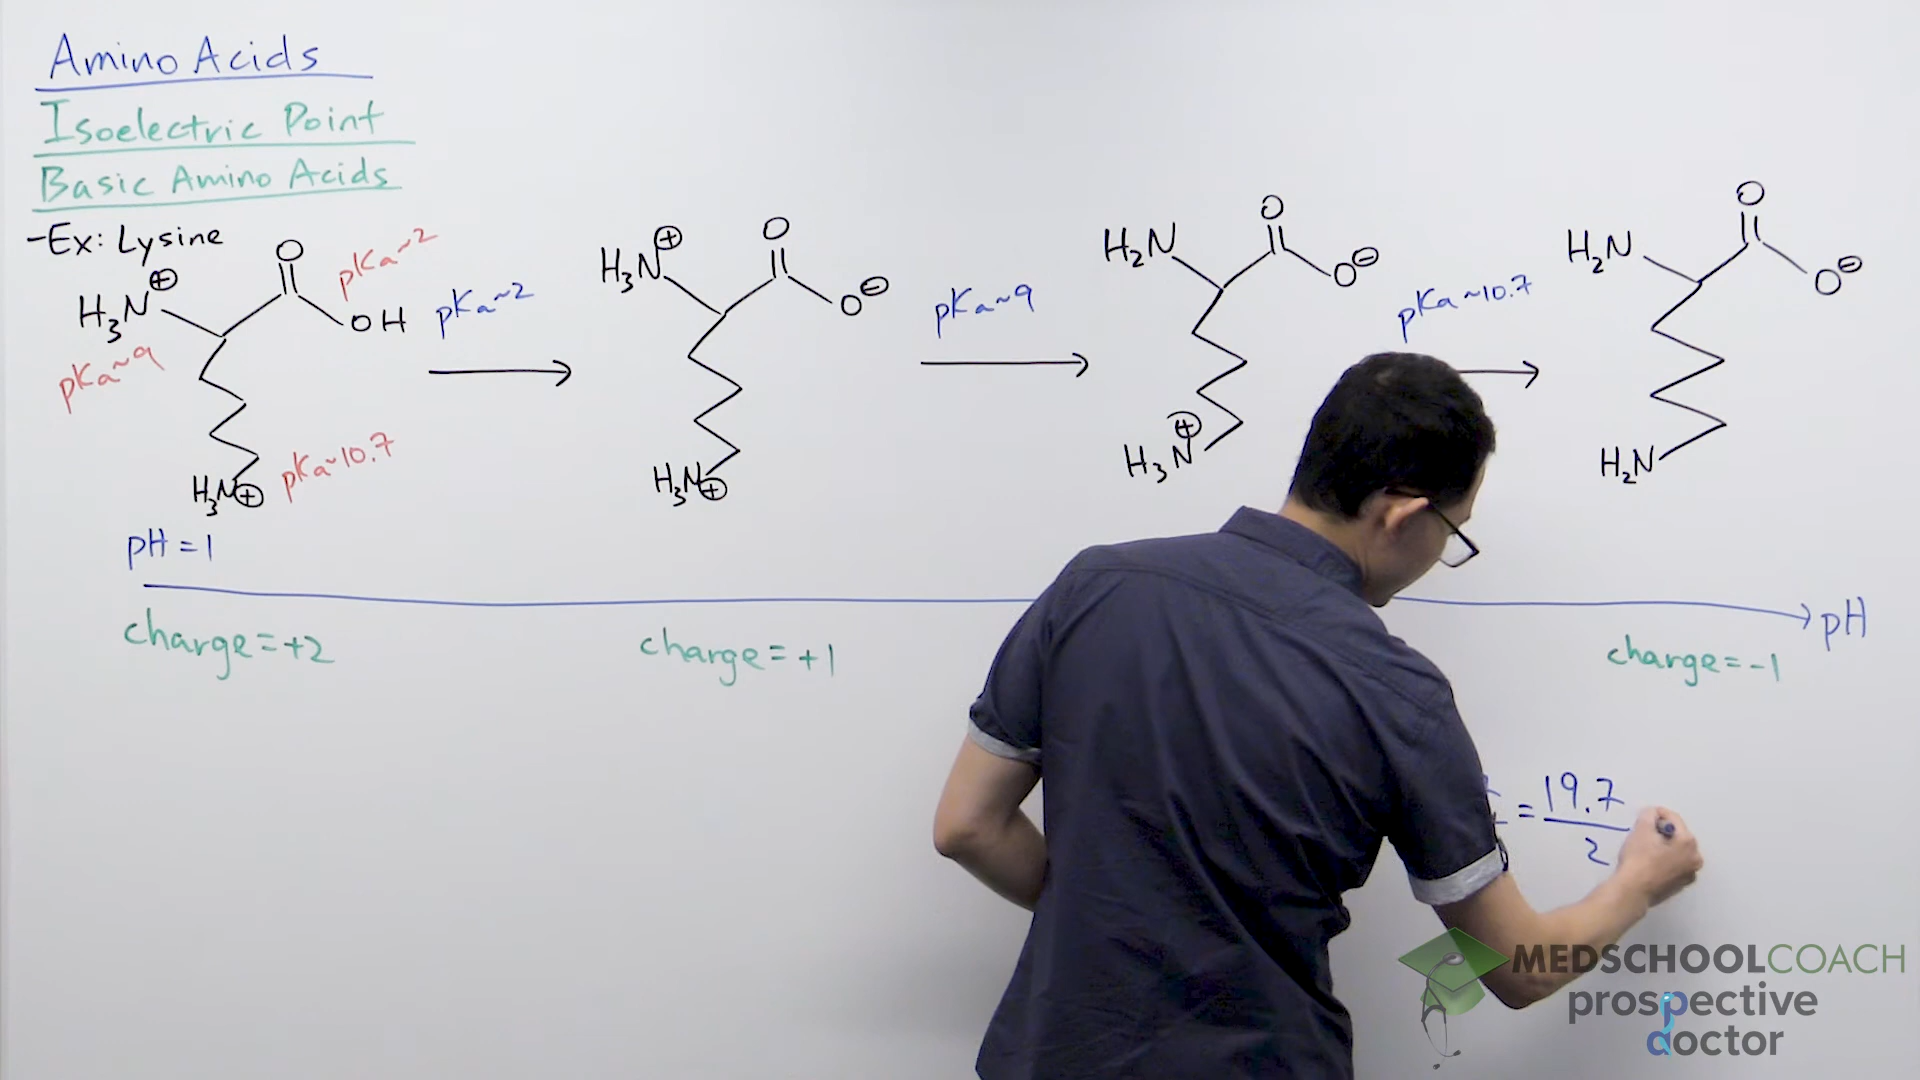 Amino Acids
Isoelectric Point
Basic Amino Acids
-Ex: Lysine
H₃N⊕
O
OH
pKa~2
pKa~9
H₃N⊕
pKa~10.7
pKa~2
H₃N⊕
O
O⊖
H₃N⊕
pKa~9
H₂N
O
O⊖
H₃N⊕
pKa~10.7
H₂N
O
O⊖
H₂N
pH = 1
pH
charge=+2
charge=+1
charge=-1
= 19.7
2
MEDSCHOOLCOACH
prospective
doctor